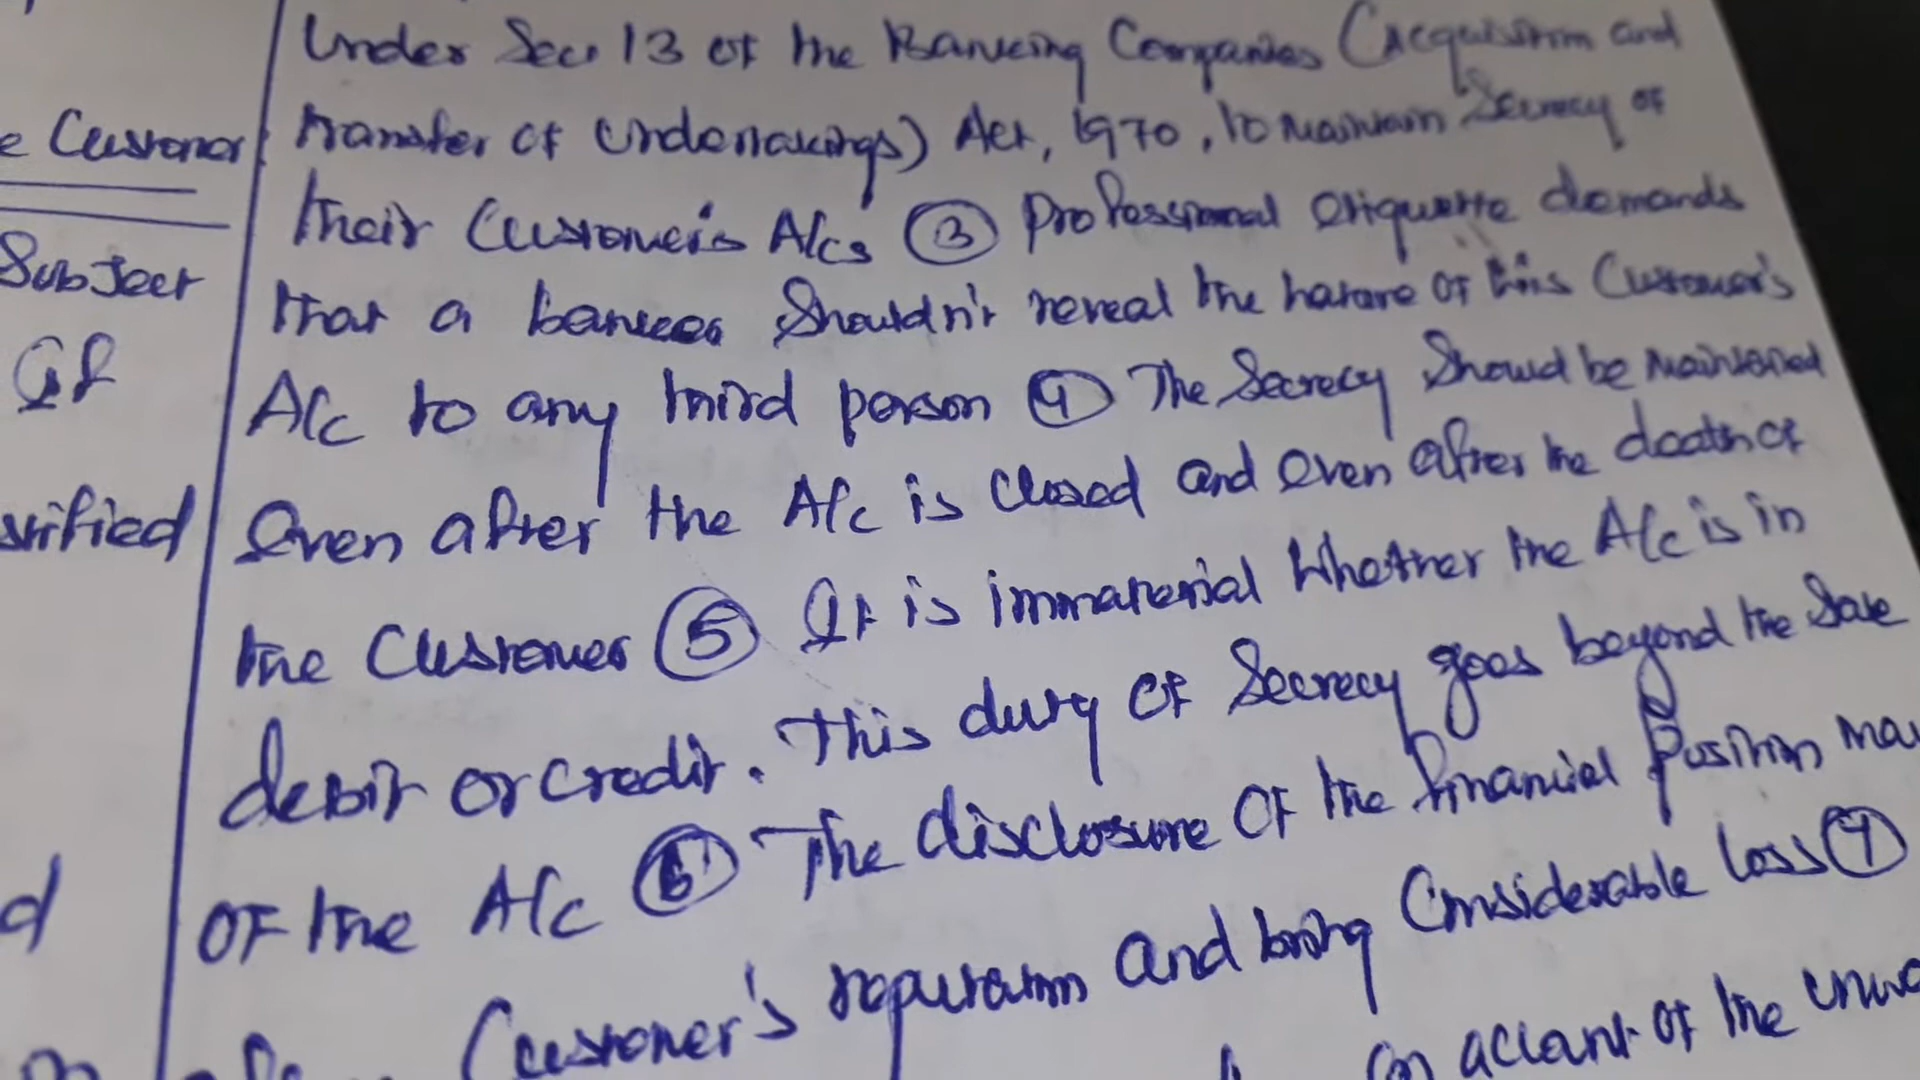 Under Sec 13 of the Banking Companies (Acquisition and
e Customer: transfer of Undertakings) Act, 1970, to maintain Secrecy of
their Customer's A/cs ③ Professional etiquette demands
Subject that a banker Shouldn't reveal the nature of his Customer's
If A/c to any third person ④ The Secrecy Should be maintained
Even after the A/c is closed and even after the death of
the Customer ⑤ It is immaterial Whether the A/c is in
debit or credit. This duty of Secrecy goes beyond the State
d of the A/c ⑥ The disclosure of the financial position may
Customer's reputation and bring Considerable loss ⑦
on account of the